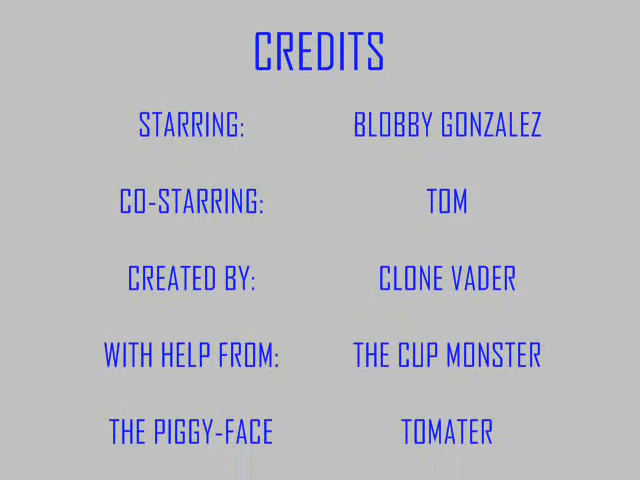 CREDITS
STARRING: BLOBBY GONZALEZ
CO-STARRING: TOM
CREATED BY: CLONE VADER
WITH HELP FROM: THE CUP MONSTER
THE PIGGY-FACE TOMATER